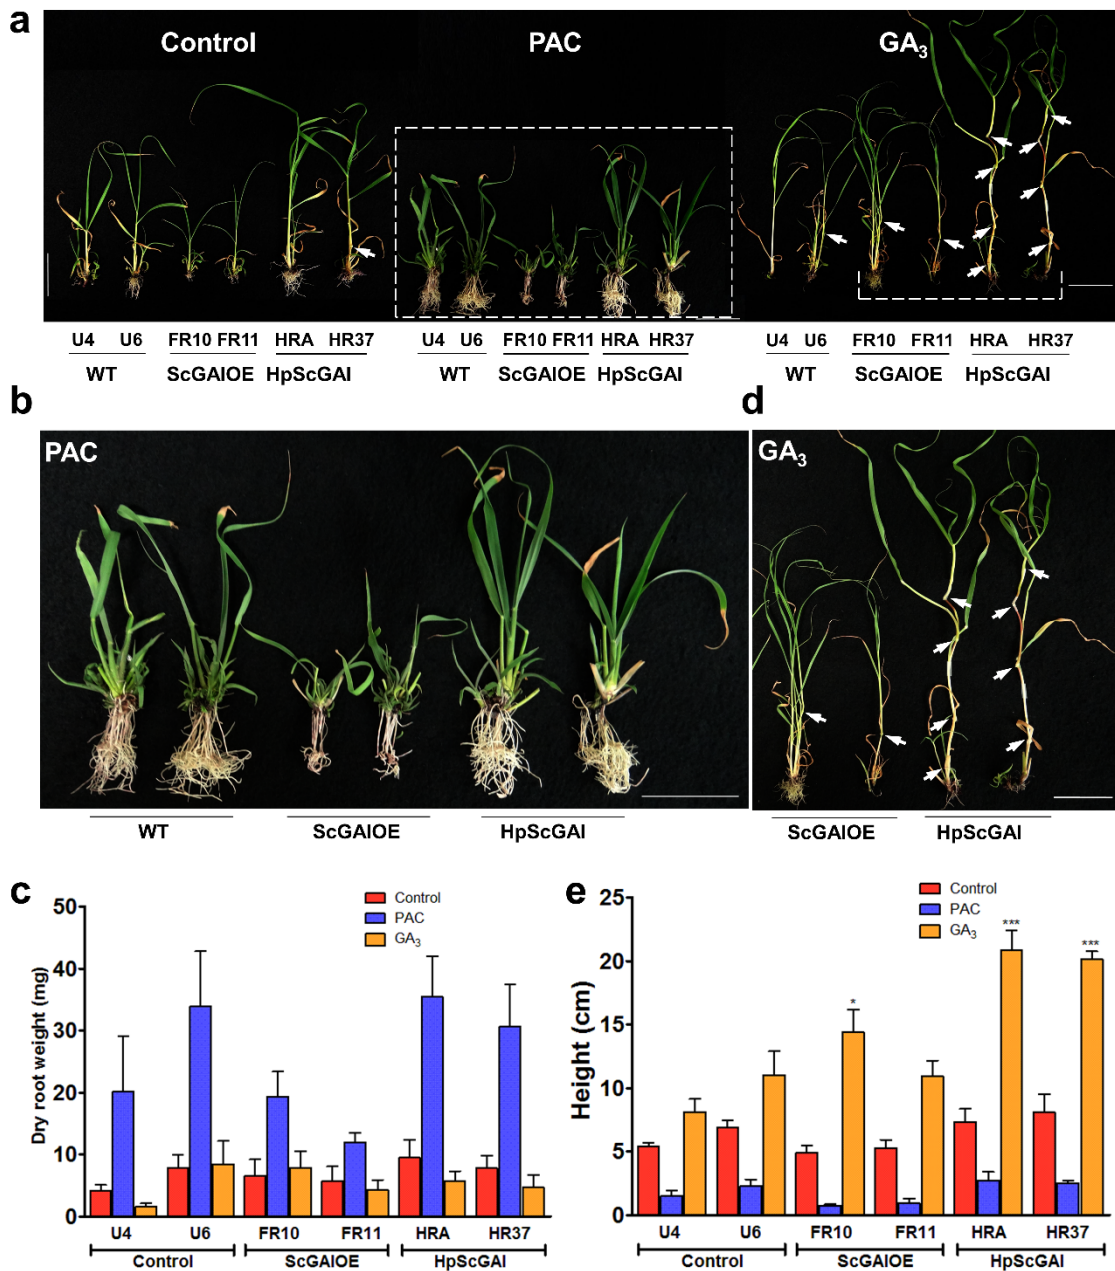 a
Control
PAC
GA₃
U4 U6 FR10 FR11 HRA HR37
WT ScGAIOE HpScGAI
U4 U6 FR10 FR11 HRA HR37
WT ScGAIOE HpScGAI
U4 U6 FR10 FR11 HRA HR37
WT ScGAIOE HpScGAI
b
PAC
WT ScGAIOE HpScGAI
d
GA₃
ScGAIOE HpScGAI
c
Control
PAC
GA₃
Dry root weight (mg)
50
40
30
20
10
0
U4 U6 FR10 FR11 HRA HR37
Control ScGAIOE HpScGAI
e
Control
PAC
GA₃
Height (cm)
25
20
15
10
5
0
*
***
***
U4 U6 FR10 FR11 HRA HR37
Control ScGAIOE HpScGAI